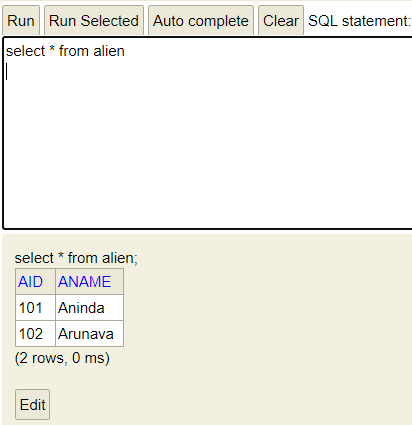 Run Run Selected Auto complete Clear SQL statement:
select * from alien
select * from alien;
AID ANAME
101 Aninda
102 Arunava
(2 rows, 0 ms)
Edit